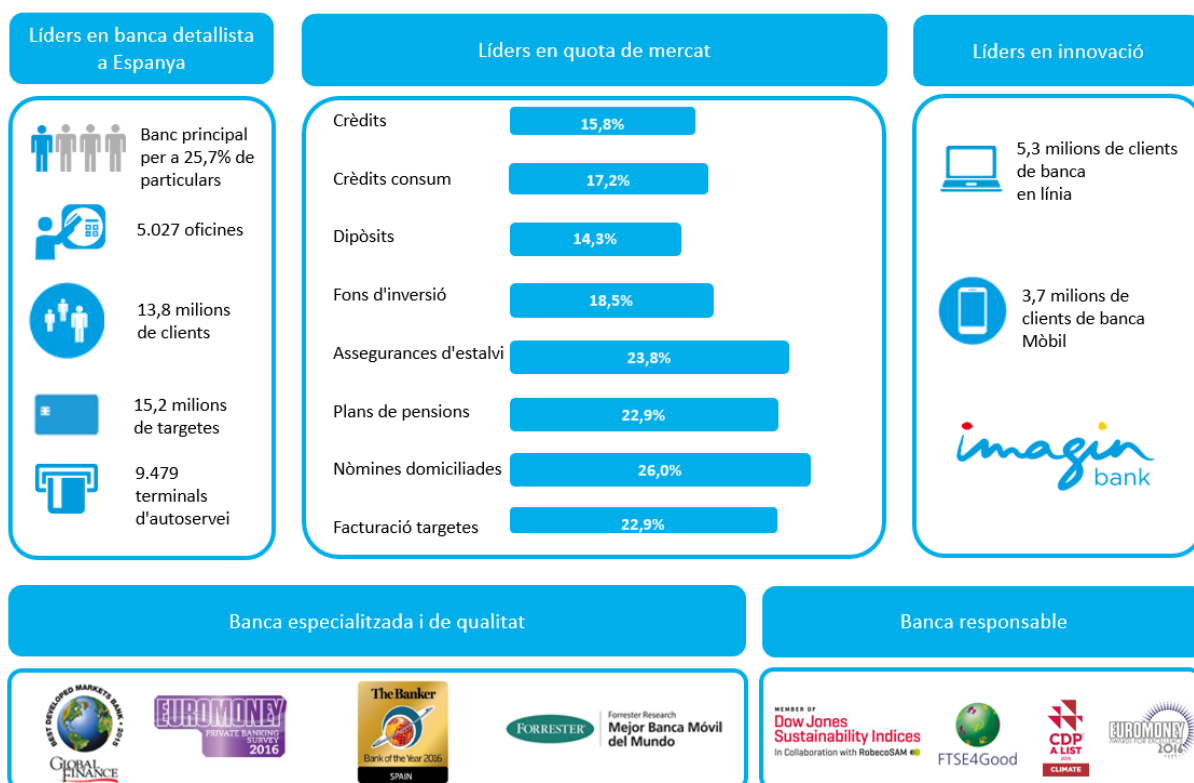 Líders en banca detallista
a Espanya
Banc principal
per a 25,7% de
particulars
5.027 oficines
13,8 milions
de clients
15,2 milions
de targetes
9.479
terminals
d'autoservei
Líders en quota de mercat
Crèdits 15,8%
Crèdits consum 17,2%
Dipòsits 14,3%
Fons d'inversió 18,5%
Assegurances d'estalvi 23,8%
Plans de pensions 22,9%
Nòmines domiciliades 26,0%
Facturació targetes 22,9%
Líders en innovació
5,3 milions de clients
de banca
en línia
3,7 milions de
clients de banca
Mòbil
imagin
bank
Banca especialitzada i de qualitat
BEST DEVELOPED MARKETS BANK • 2015
GLOBAL
FINANCE
EUROMONEY
PRIVATE BANKING
SURVEY
2016
The Banker
Bank of the Year 2016
SPAIN
FORRESTER
Forrester Research
Mejor Banca Móvil
del Mundo
Banca responsable
MEMBER OF
Dow Jones
Sustainability Indices
In Collaboration with RobecoSAM
FTSE4Good
CDP
A LIST
2015
CLIMATE
EUROMONEY
AWARDS FOR EXCELLENCE
2016